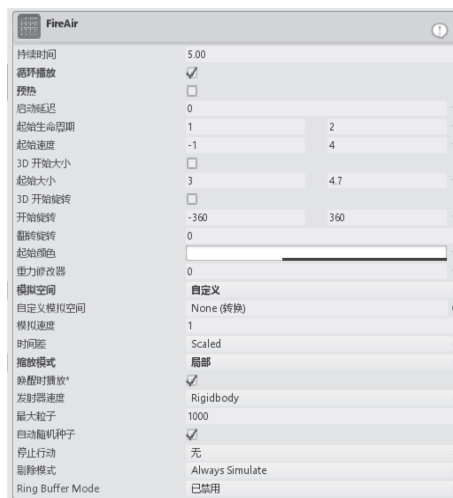 FireAir
持续时间 5.00
循环播放
预热
启动延迟 0
起始生命周期 1 2
起始速度 -1 4
3D 开始大小
起始大小 3 4.7
3D 开始旋转
开始旋转 -360 360
翻转旋转 0
起始颜色
重力修改器 0
模拟空间 自定义
自定义模拟空间 None (转换)
模拟速度 1
时间差 Scaled
缩放模式 局部
唤醒时播放*
发射器速度 Rigidbody
最大粒子 1000
自动随机种子
停止行动 无
剔除模式 Always Simulate
Ring Buffer Mode 已禁用